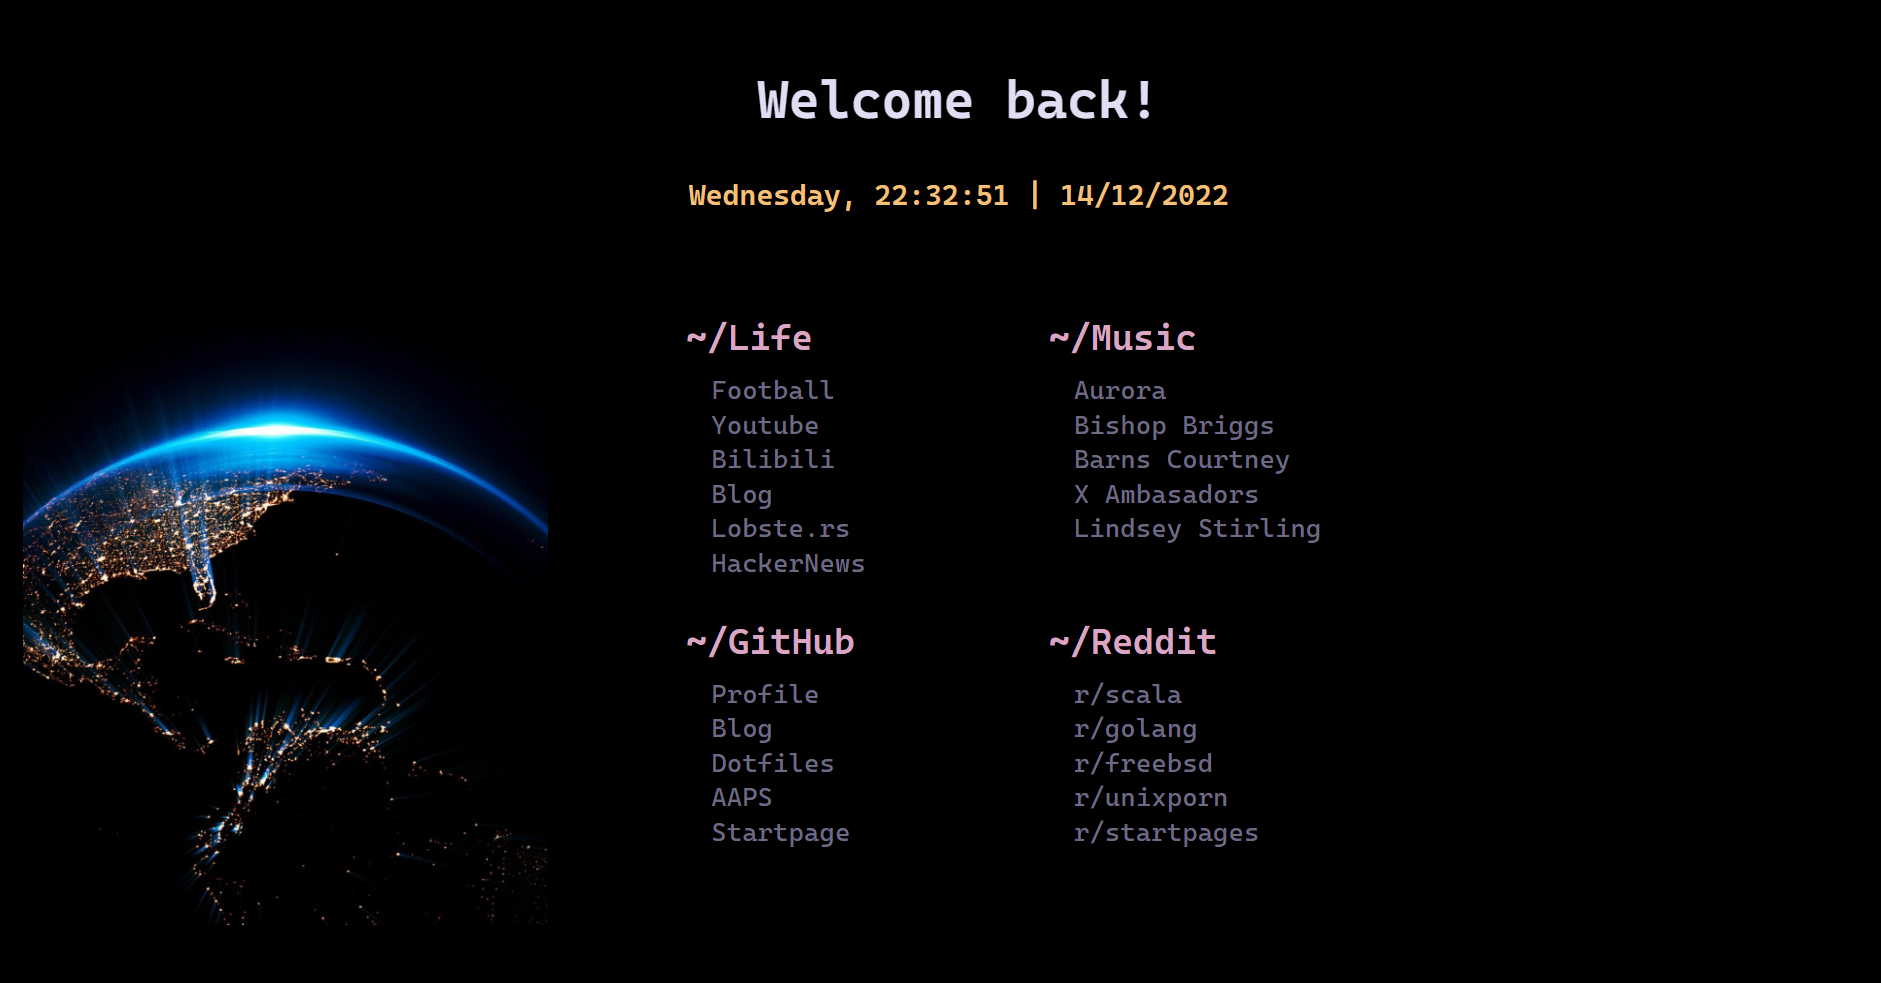 Welcome back!
Wednesday, 22:32:51 | 14/12/2022
~/Life
Football
Youtube
Bilibili
Blog
Lobste.rs
HackerNews
~/Music
Aurora
Bishop Briggs
Barns Courtney
X Ambasadors
Lindsey Stirling
~/GitHub
Profile
Blog
Dotfiles
AAPS
Startpage
~/Reddit
r/scala
r/golang
r/freebsd
r/unixporn
r/startpages